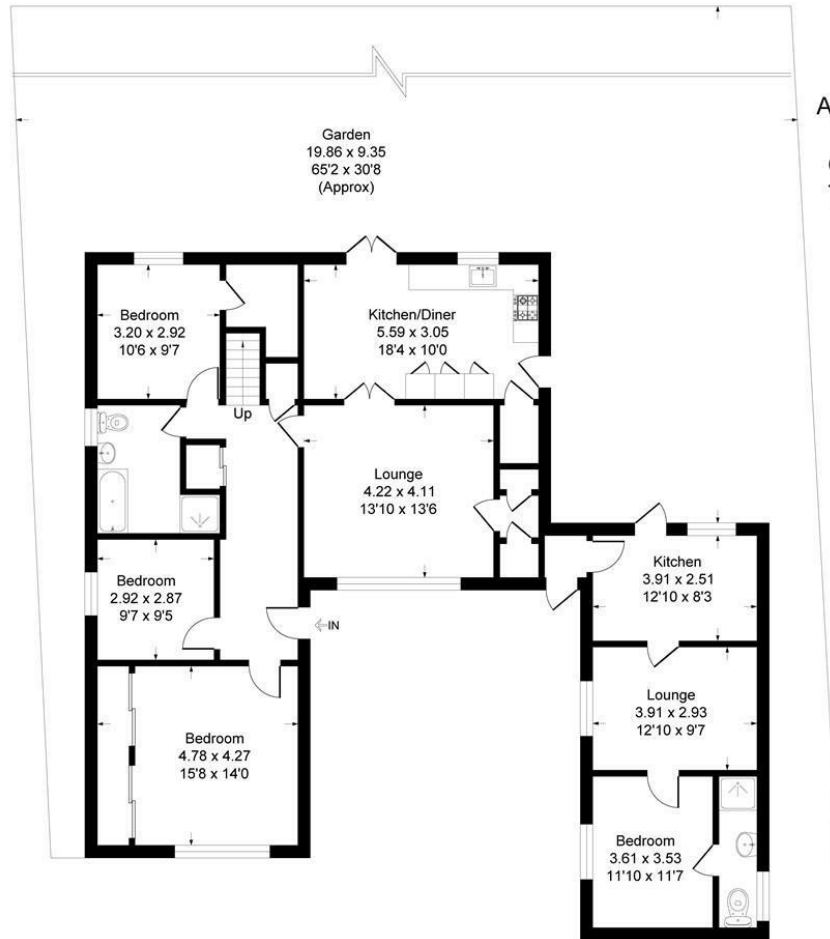 Garden
19.86 x 9.35
65'2 x 30'8
(Approx)
A
Bedroom
3.20 x 2.92
10'6 x 9'7
Kitchen/Diner
5.59 x 3.05
18'4 x 10'0
Up
Lounge
4.22 x 4.11
13'10 x 13'6
Bedroom
2.92 x 2.87
9'7 x 9'5
IN
Kitchen
3.91 x 2.51
12'10 x 8'3
Lounge
3.91 x 2.93
12'10 x 9'7
Bedroom
4.78 x 4.27
15'8 x 14'0
Bedroom
3.61 x 3.53
11'10 x 11'7